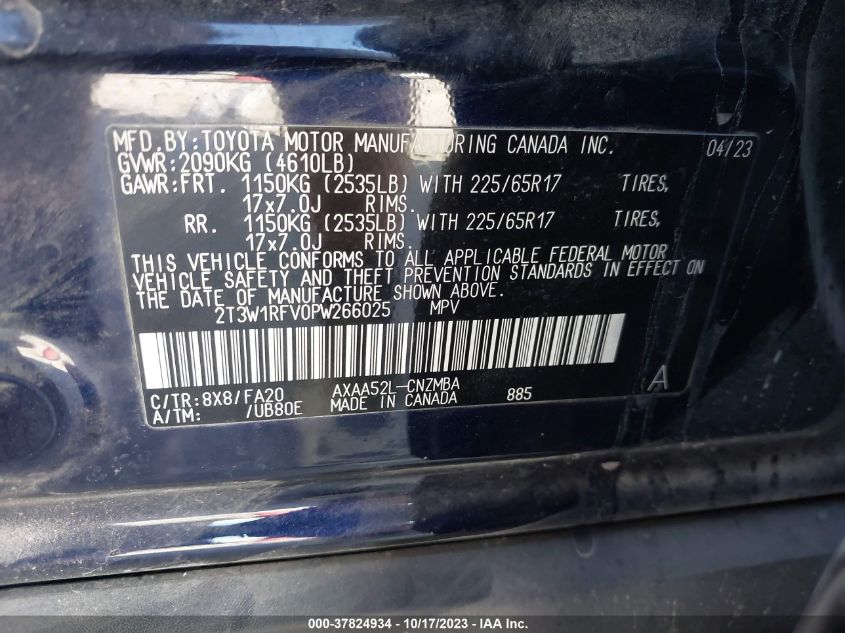 MFD.BY:TOYOTA MOTOR MANUFACTURING CANADA INC. 04/23
GVWR:2090KG (4610LB)
GAWR:FRT. 1150KG (2535LB) WITH 225/65R17 TIRES,
17x7.0J RIMS.
RR. 1150KG (2535LB) WITH 225/65R17 TIRES,
17x7.0J RIMS.
THIS VEHICLE CONFORMS TO ALL APPLICABLE FEDERAL MOTOR
VEHICLE SAFETY AND THEFT PREVENTION STANDARDS IN EFFECT ON
THE DATE OF MANUFACTURE SHOWN ABOVE.
2T3W1RFV0PW266025 MPV
C/TR:8X8/FA20 AXAA52L-CNZMBA 885 A
A/TM: /UB80E MADE IN CANADA
000-37824934 / 10/17/2023 - IAA Inc.